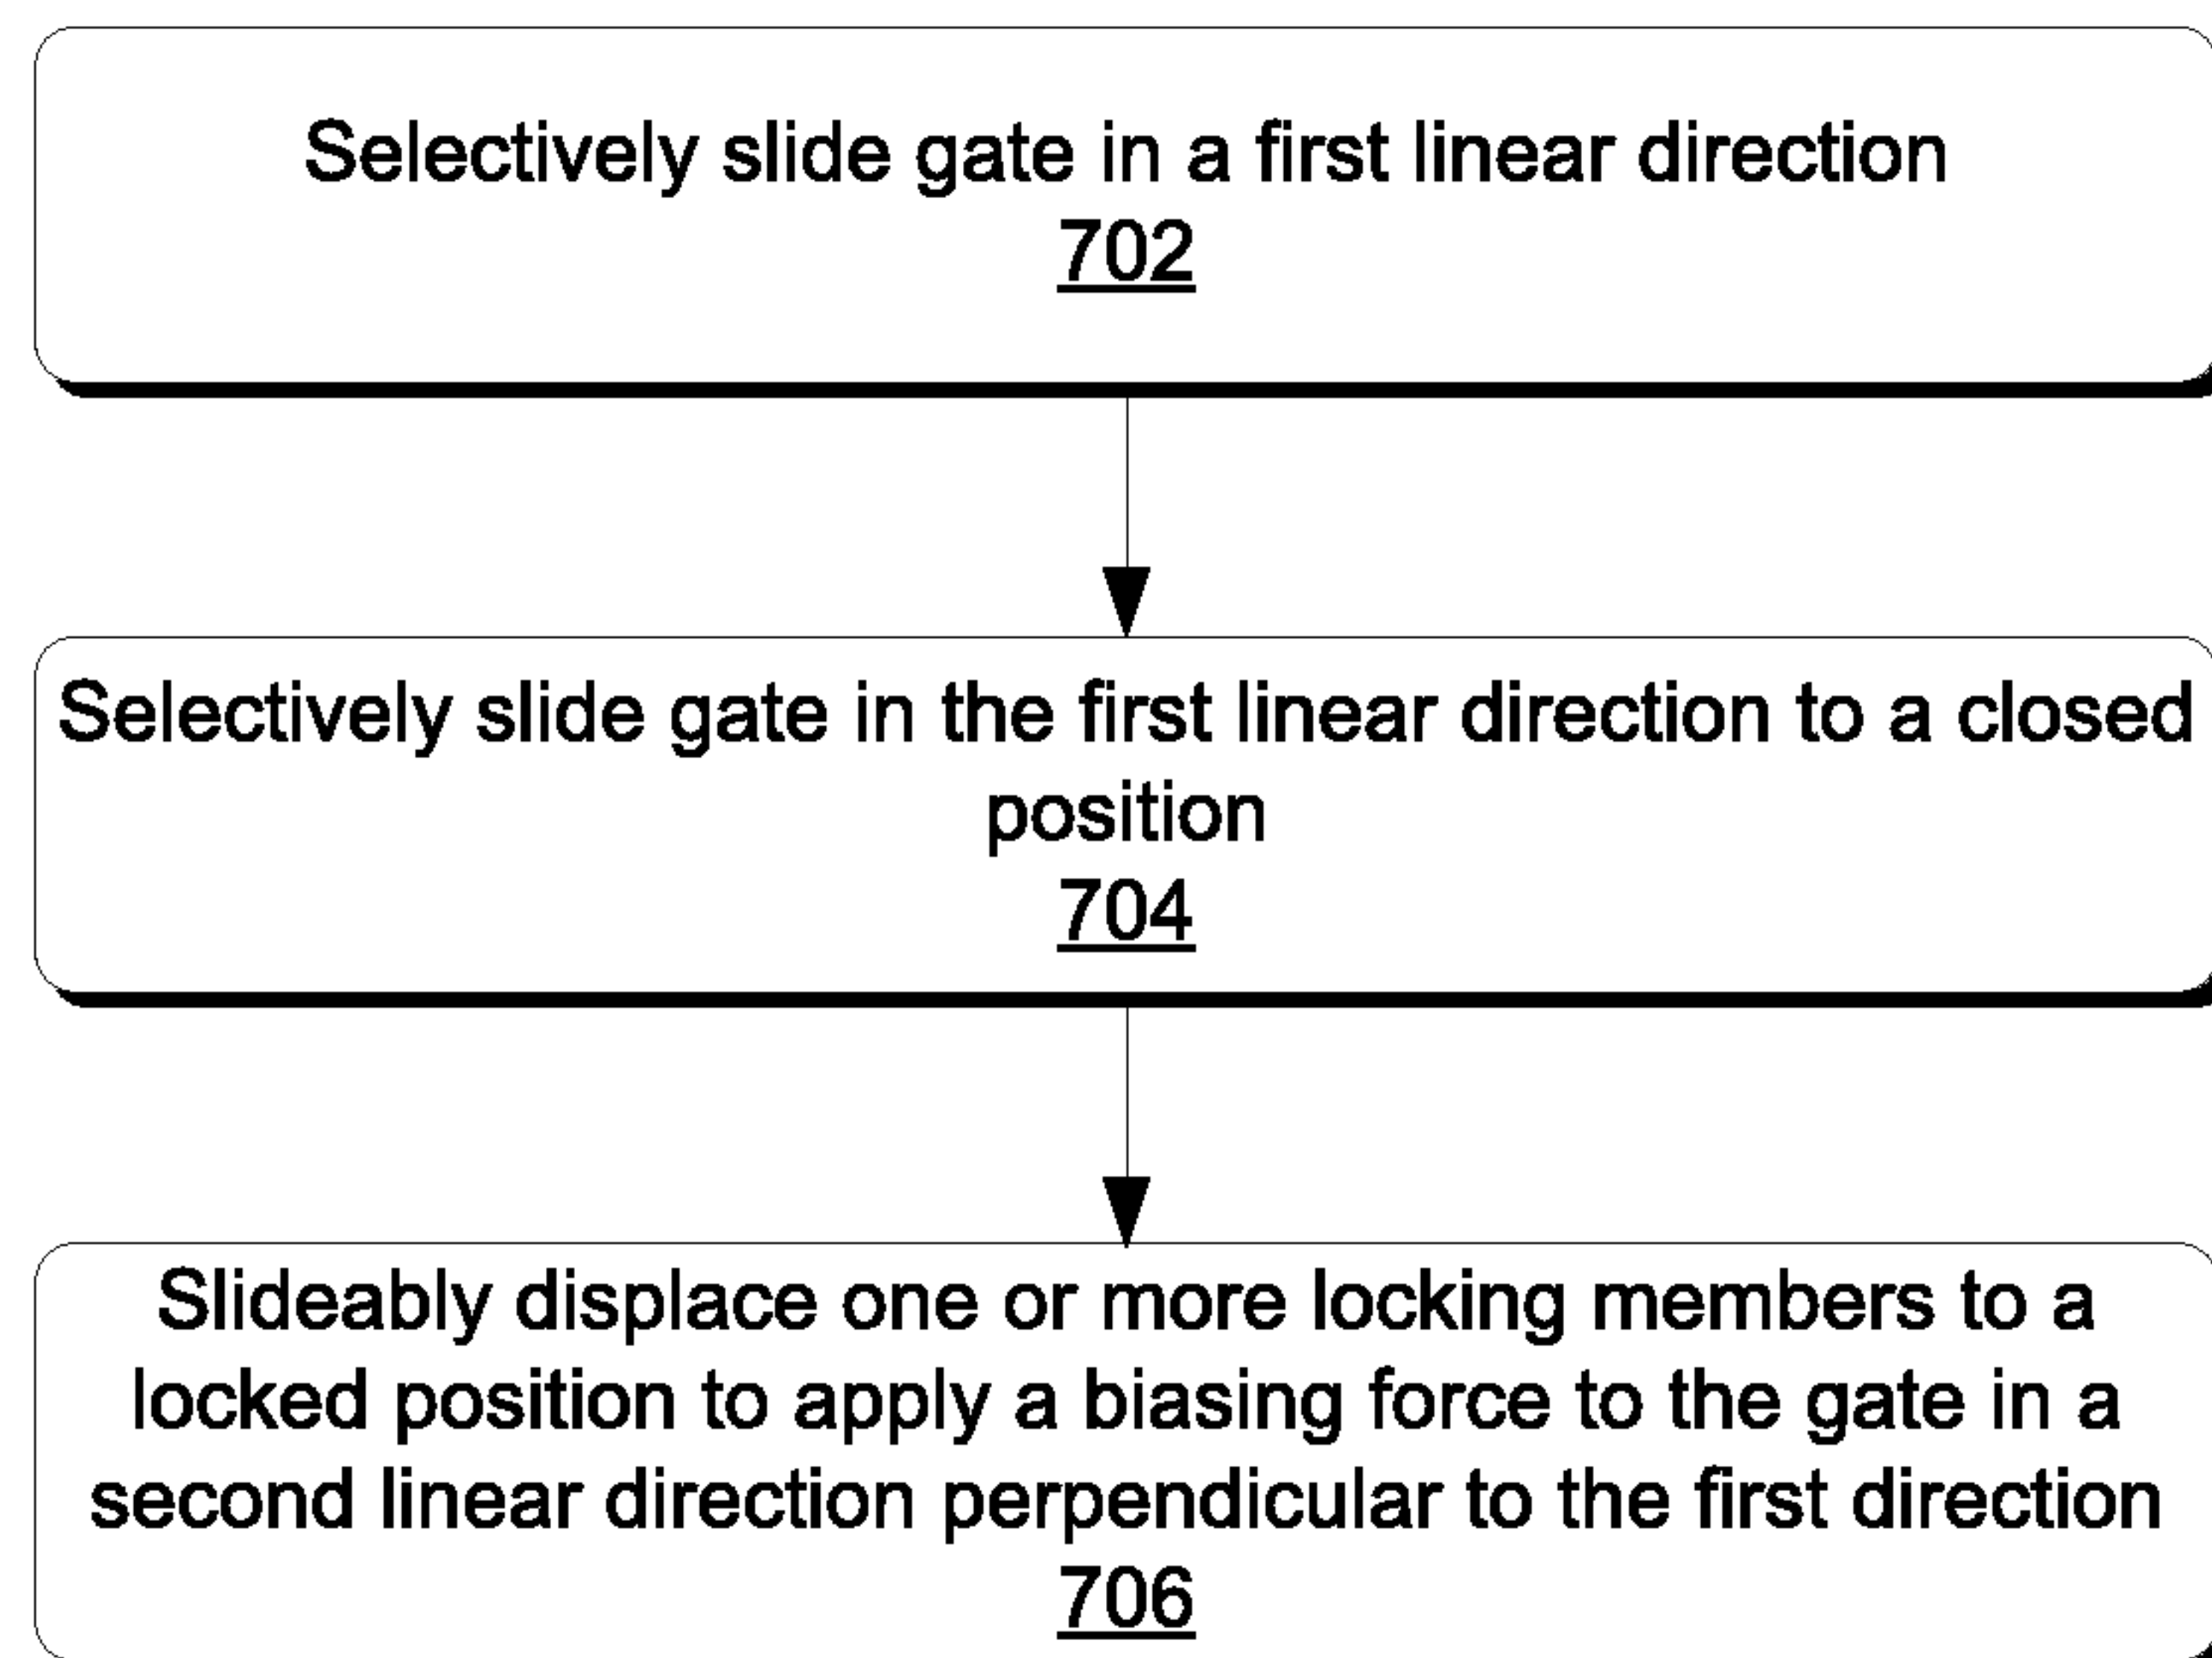 Selectively slide gate in a first linear direction
702
Selectively slide gate in the first linear direction to a closed
position
704
Slideably displace one or more locking members to a
locked position to apply a biasing force to the gate in a
second linear direction perpendicular to the first direction
706